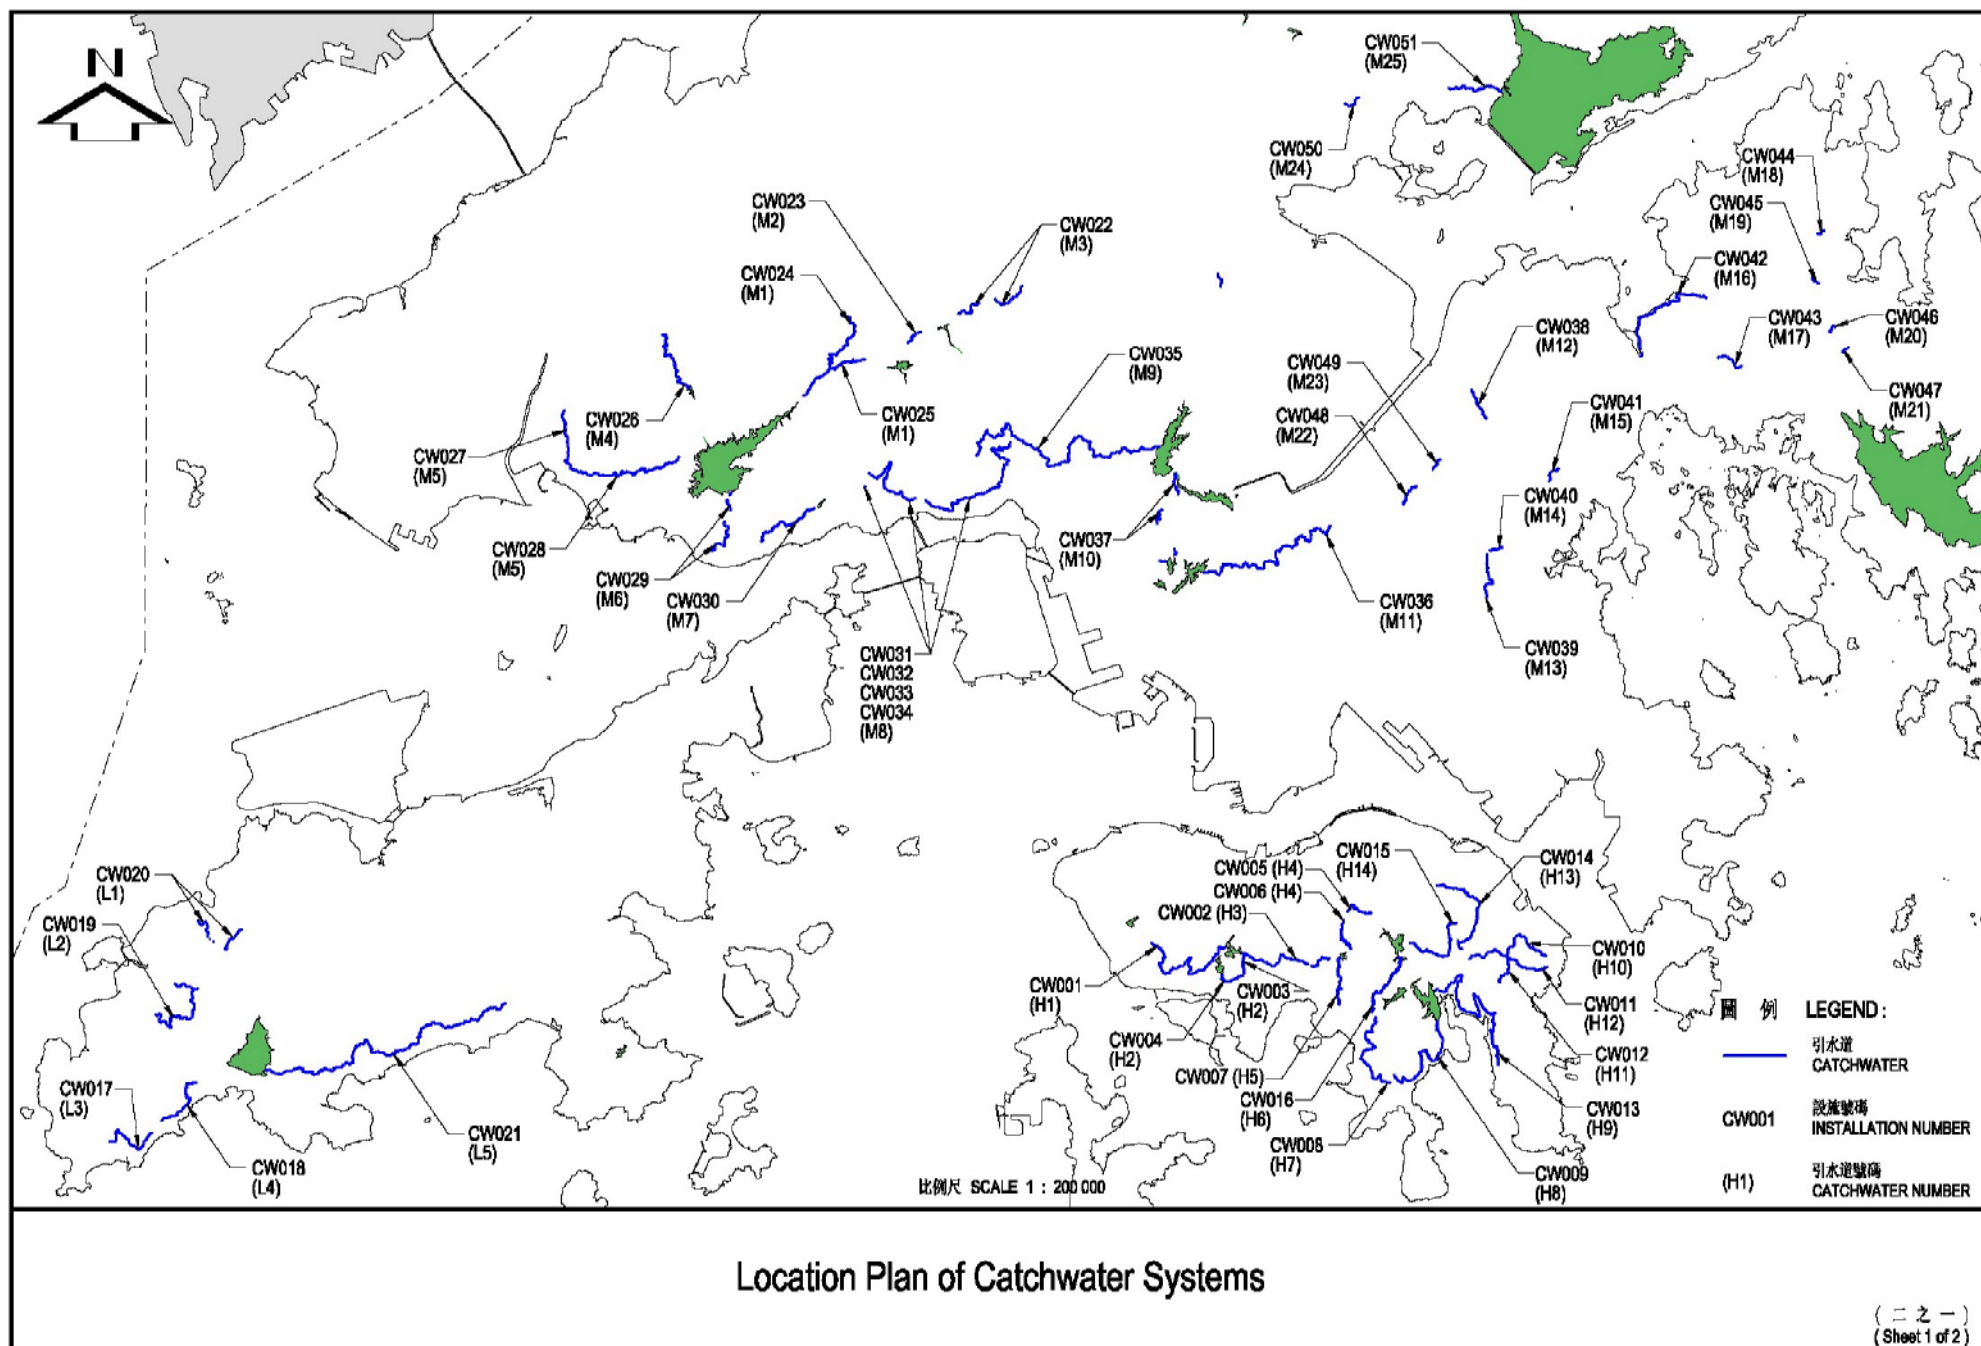 N
CW051
(M25)
CW050
(M24)
CW044
(M18)
CW045
(M19)
CW042
(M16)
CW023
(M2)
CW022
(M3)
CW024
(M1)
CW043
(M17)
CW046
(M20)
CW038
(M12)
CW035
(M9)
CW049
(M23)
CW047
(M21)
CW041
(M15)
CW048
(M22)
CW025
(M1)
CW026
(M4)
CW027
(M5)
CW040
(M14)
CW037
(M10)
CW028
(M5)
CW029
(M6)
CW030
(M7)
CW036
(M11)
CW039
(M13)
CW031
CW032
CW033
CW034
(M8)
CW020
(L1)
CW019
(L2)
CW005 (H4)
CW006 (H4)
CW002 (H3)
CW015
(H14)
CW014
(H13)
CW010
(H10)
CW001
(H1)
CW003
(H2)
CW011
(H12)
CW004
(H2)
CW012
(H11)
CW007 (H5)
CW016
(H6)
CW013
(H9)
CW008
(H7)
CW009
(H8)
CW017
(L3)
CW018
(L4)
CW021
(L5)
圖 例 LEGEND :
引水道
CATCHWATER
CW001
設施號碼
INSTALLATION NUMBER
(H1)
引水道號碼
CATCHWATER NUMBER
比例尺 SCALE 1 : 200 000
Location Plan of Catchwater Systems
( 二 之 一 )
( Sheet 1 of 2 )